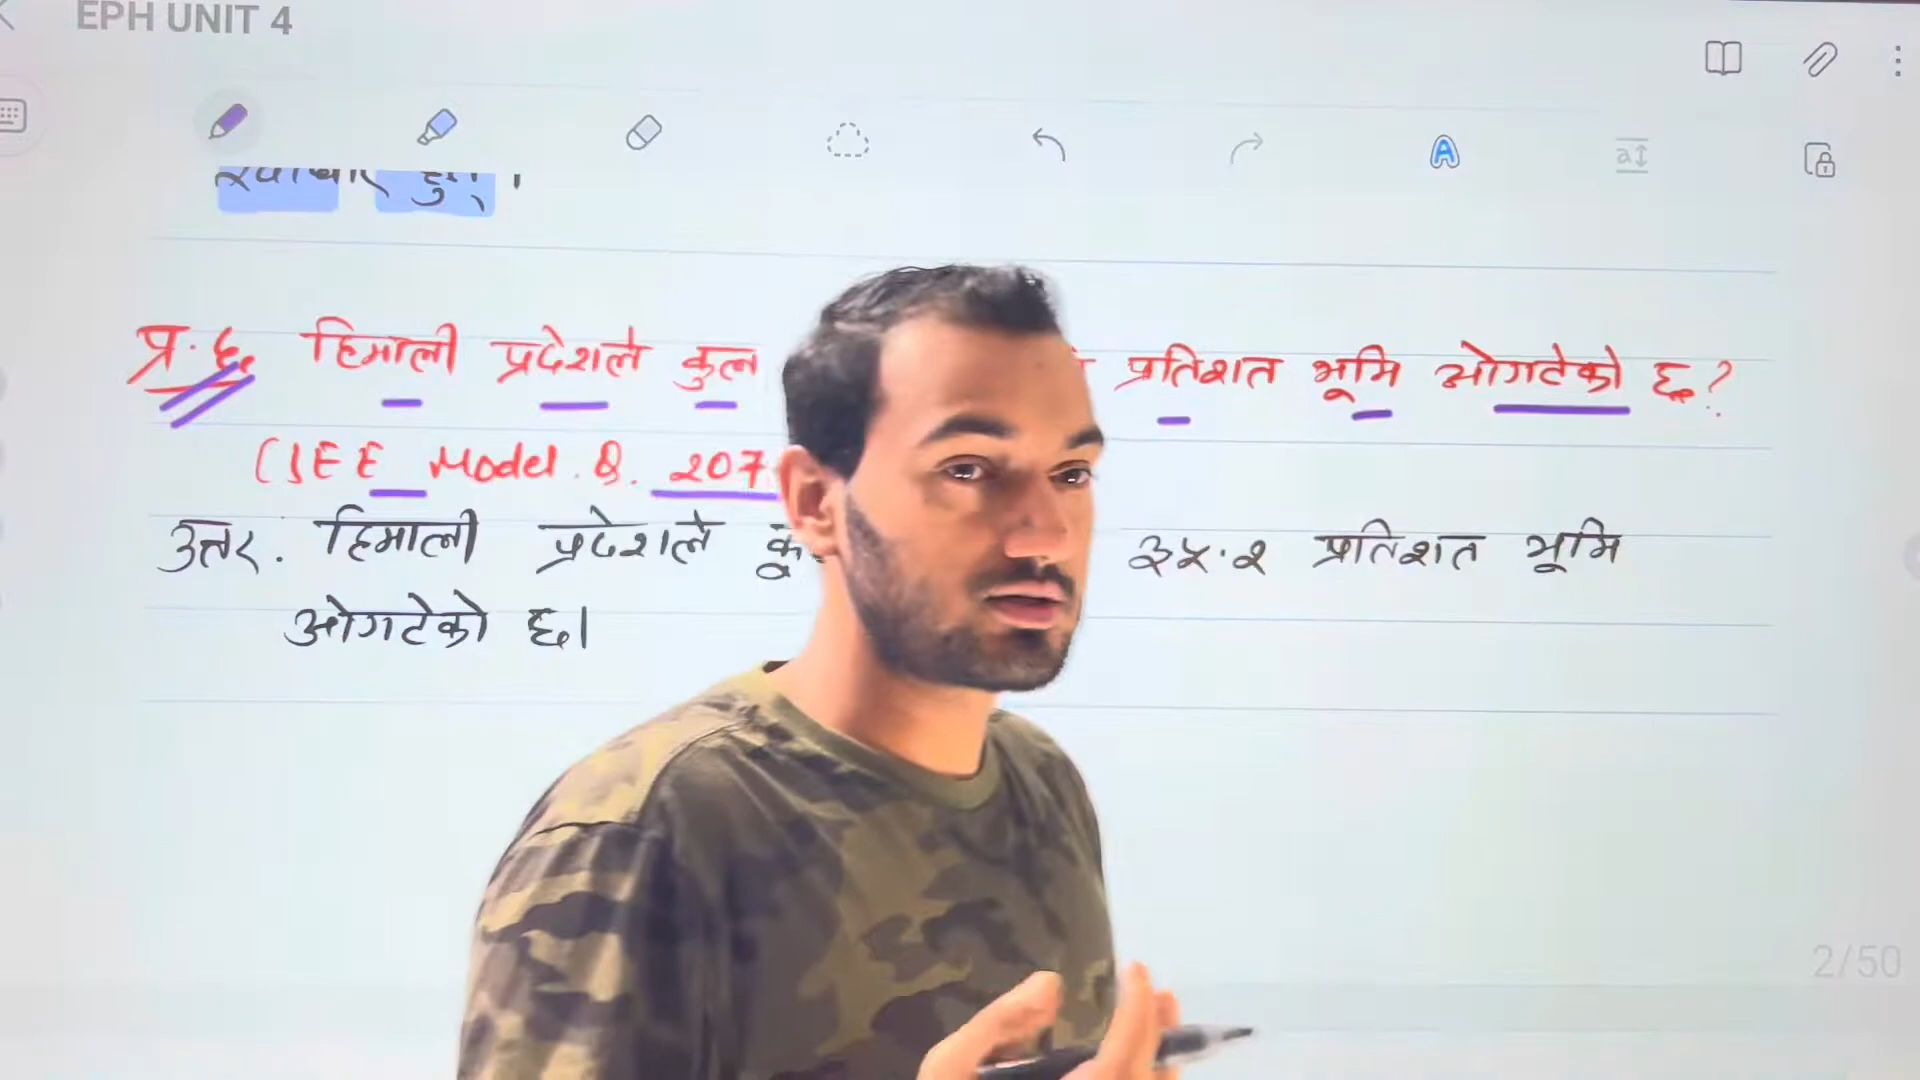 EPH UNIT 4
प्र. ६ हिमाली प्रदेशले कुल प्रतिशत भूमि ओगटेको छ?
(SEE Model. Q. 207
उत्तर. हिमाली प्रदेशले ३५.२ प्रतिशत भूमि
ओगटेको छ।
2/50